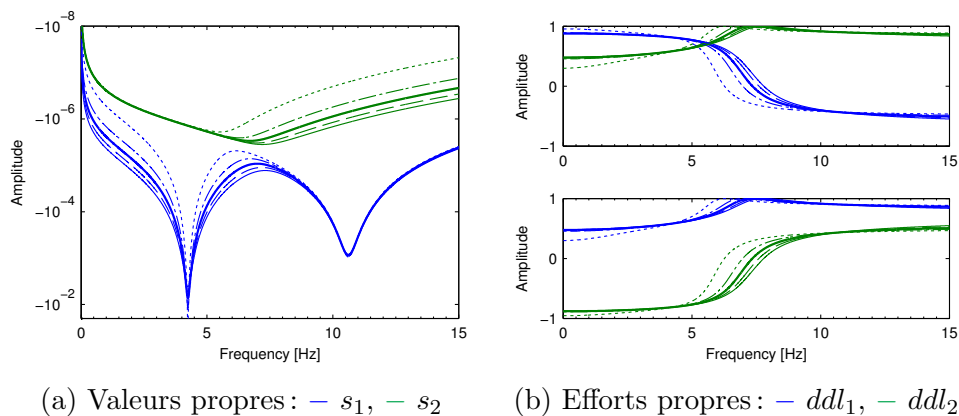 −10⁻⁸
−10⁻⁶
−10⁻⁴
−10⁻²
Amplitude
0 5 10 15
Frequency [Hz]
1
0
−1
Amplitude
0 5 10 15
1
0
−1
Amplitude
0 5 10 15
Frequency [Hz]
(a) Valeurs propres : – s₁, – s₂
(b) Efforts propres : – ddl₁, – ddl₂